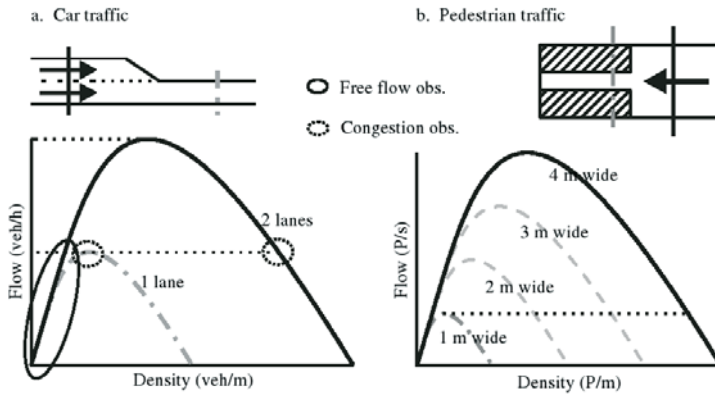 a. Car traffic
b. Pedestrian traffic
Free flow obs.
Congestion obs.
Flow (veh/h)
2 lanes
1 lane
Density (veh/m)
Flow (P/s)
4 m wide
3 m wide
2 m wide
1 m wide
Density (P/m)